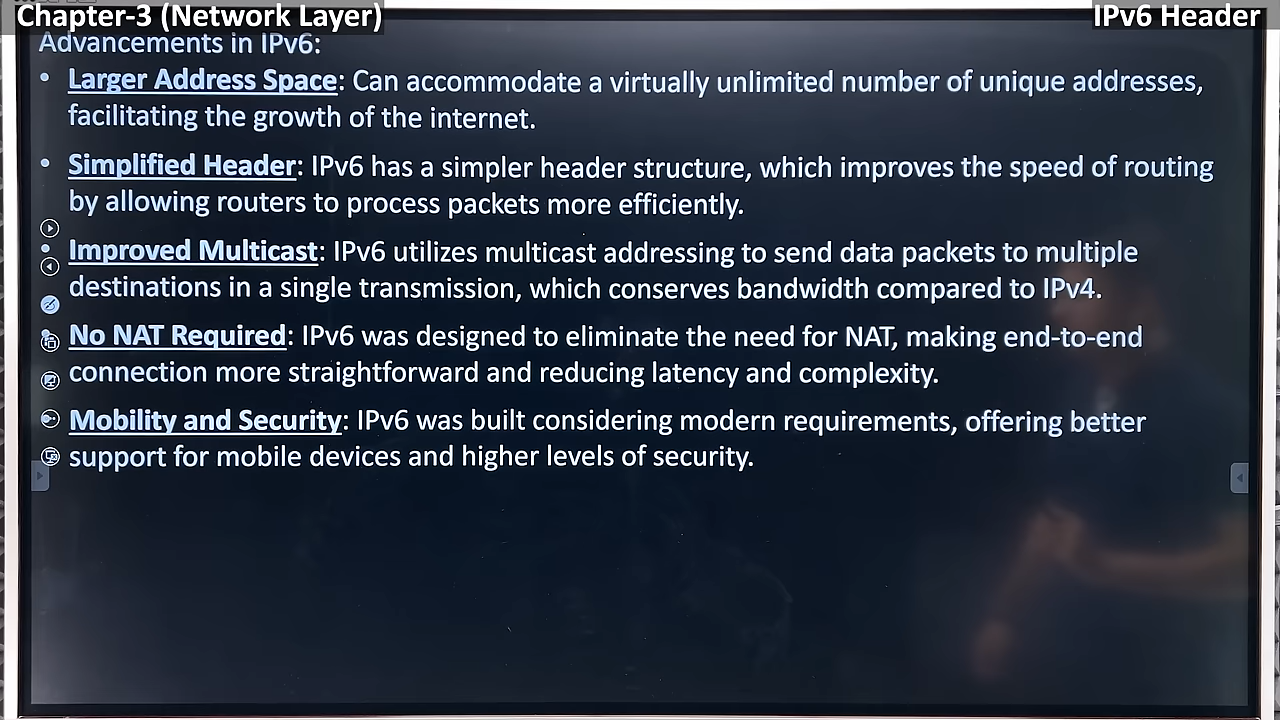 Chapter-3 (Network Layer)
IPv6 Header
Advancements in IPv6:
• Larger Address Space: Can accommodate a virtually unlimited number of unique addresses,
facilitating the growth of the internet.
• Simplified Header: IPv6 has a simpler header structure, which improves the speed of routing
by allowing routers to process packets more efficiently.
• Improved Multicast: IPv6 utilizes multicast addressing to send data packets to multiple
destinations in a single transmission, which conserves bandwidth compared to IPv4.
• No NAT Required: IPv6 was designed to eliminate the need for NAT, making end-to-end
connection more straightforward and reducing latency and complexity.
• Mobility and Security: IPv6 was built considering modern requirements, offering better
support for mobile devices and higher levels of security.